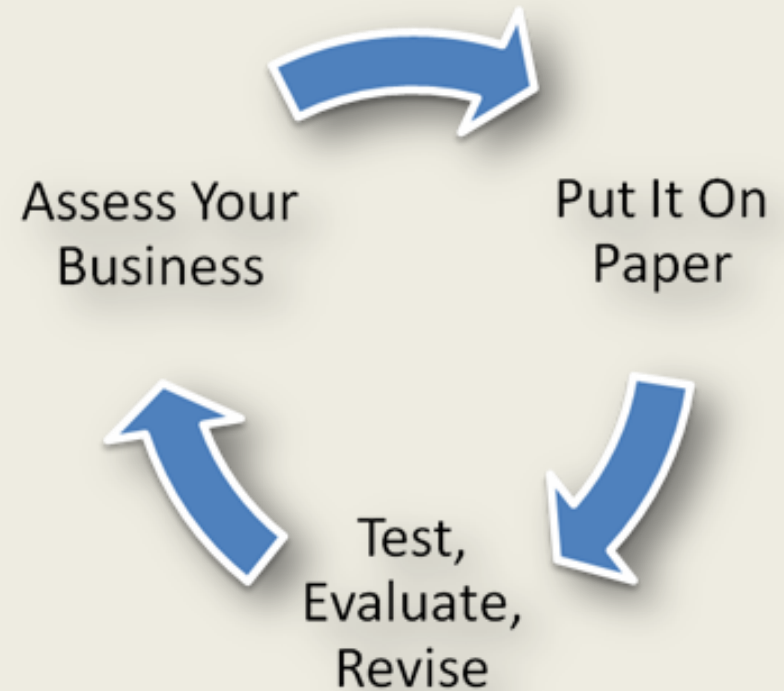 Assess Your
Business
Put It On
Paper
Test,
Evaluate,
Revise